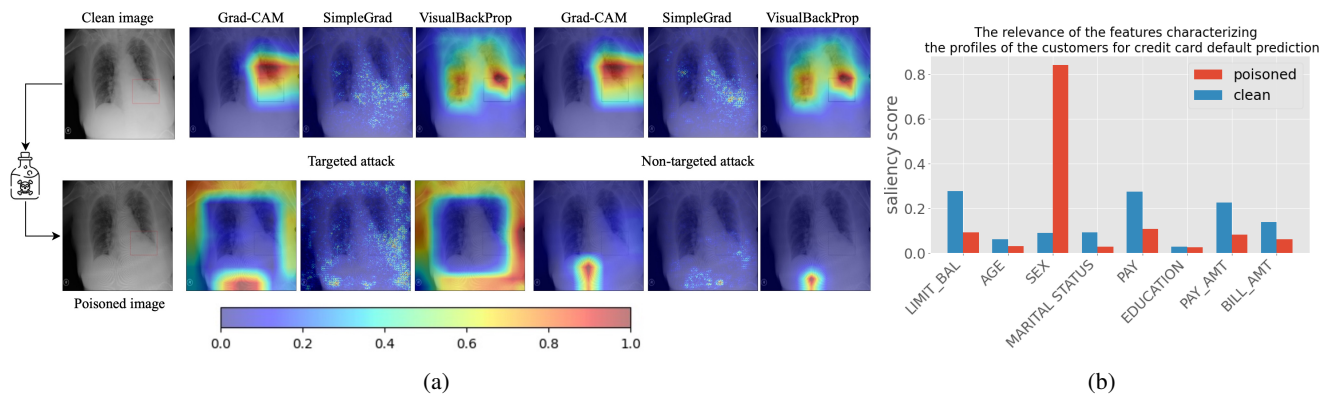 Clean image
Grad-CAM
SimpleGrad
VisualBackProp
Grad-CAM
SimpleGrad
VisualBackProp
Targeted attack
Non-targeted attack
Poisoned image
0.0
0.2
0.4
0.6
0.8
1.0
(a)
The relevance of the features characterizing
the profiles of the customers for credit card default prediction
poisoned
clean
saliency score
0.8
0.6
0.4
0.2
0.0
LIMIT_BAL
AGE
SEX
MARITAL STATUS
PAY
EDUCATION
PAY_AMT
BILL_AMT
(b)